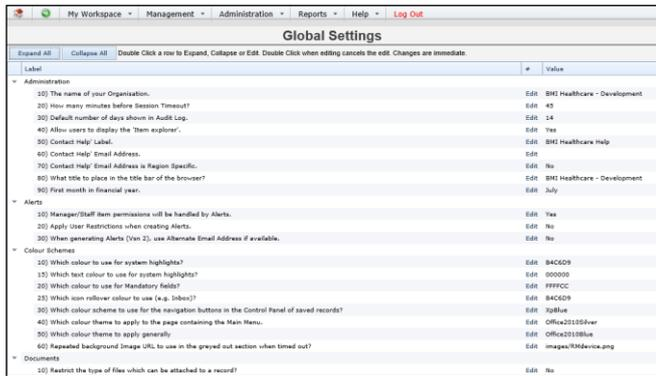 My Workspace Management Administration Reports Help Log Out
Global Settings
Expand All Collapse All Double Click a row to Expand, Collapse or Edit. Double Click when editing cancels the edit. Changes are immediate.
Label # Value
Administration
10) The name of your Organisation. Edit BMI Healthcare - Development
20) How many minutes before Session Timeout? Edit 45
30) Default number of days shown in Audit Log. Edit 14
40) Allow users to display the 'Item explorer'. Edit Yes
50) Contact Help' Label. Edit BMI Healthcare Help
60) Contact Help' Email Address. Edit
70) Contact Help' Email Address is Region Specific. Edit No
80) What title to place in the title bar of the browser? Edit BMI Healthcare - Development
90) First month in financial year. Edit July
Alerts
10) Manager/Staff item permissions will be handled by Alerts. Edit Yes
20) Apply User Restrictions when creating Alerts. Edit No
30) When generating Alerts (Vsn 2), use Alternate Email Address if available. Edit No
Colour Schemes
10) Which colour to use for system highlights? Edit B4C6D9
15) Which text colour to use for system highlights? Edit 000000
20) Which colour to use for Mandatory fields? Edit FFFFCC
25) Which icon rollover colour to use (e.g. Inbox)? Edit B4C6D9
30) Which colour scheme to use for the navigation buttons in the Control Panel of saved records? Edit XpBlue
40) Which colour theme to apply to the page containing the Main Menu. Edit Office2010Silver
50) Which colour theme to apply generally Edit Office2010Blue
60) Repeated background Image URL to use in the greyed out section when timed out? Edit images/RMdevice.png
Documents
10) Restrict the type of files which can be attached to a record? Edit No